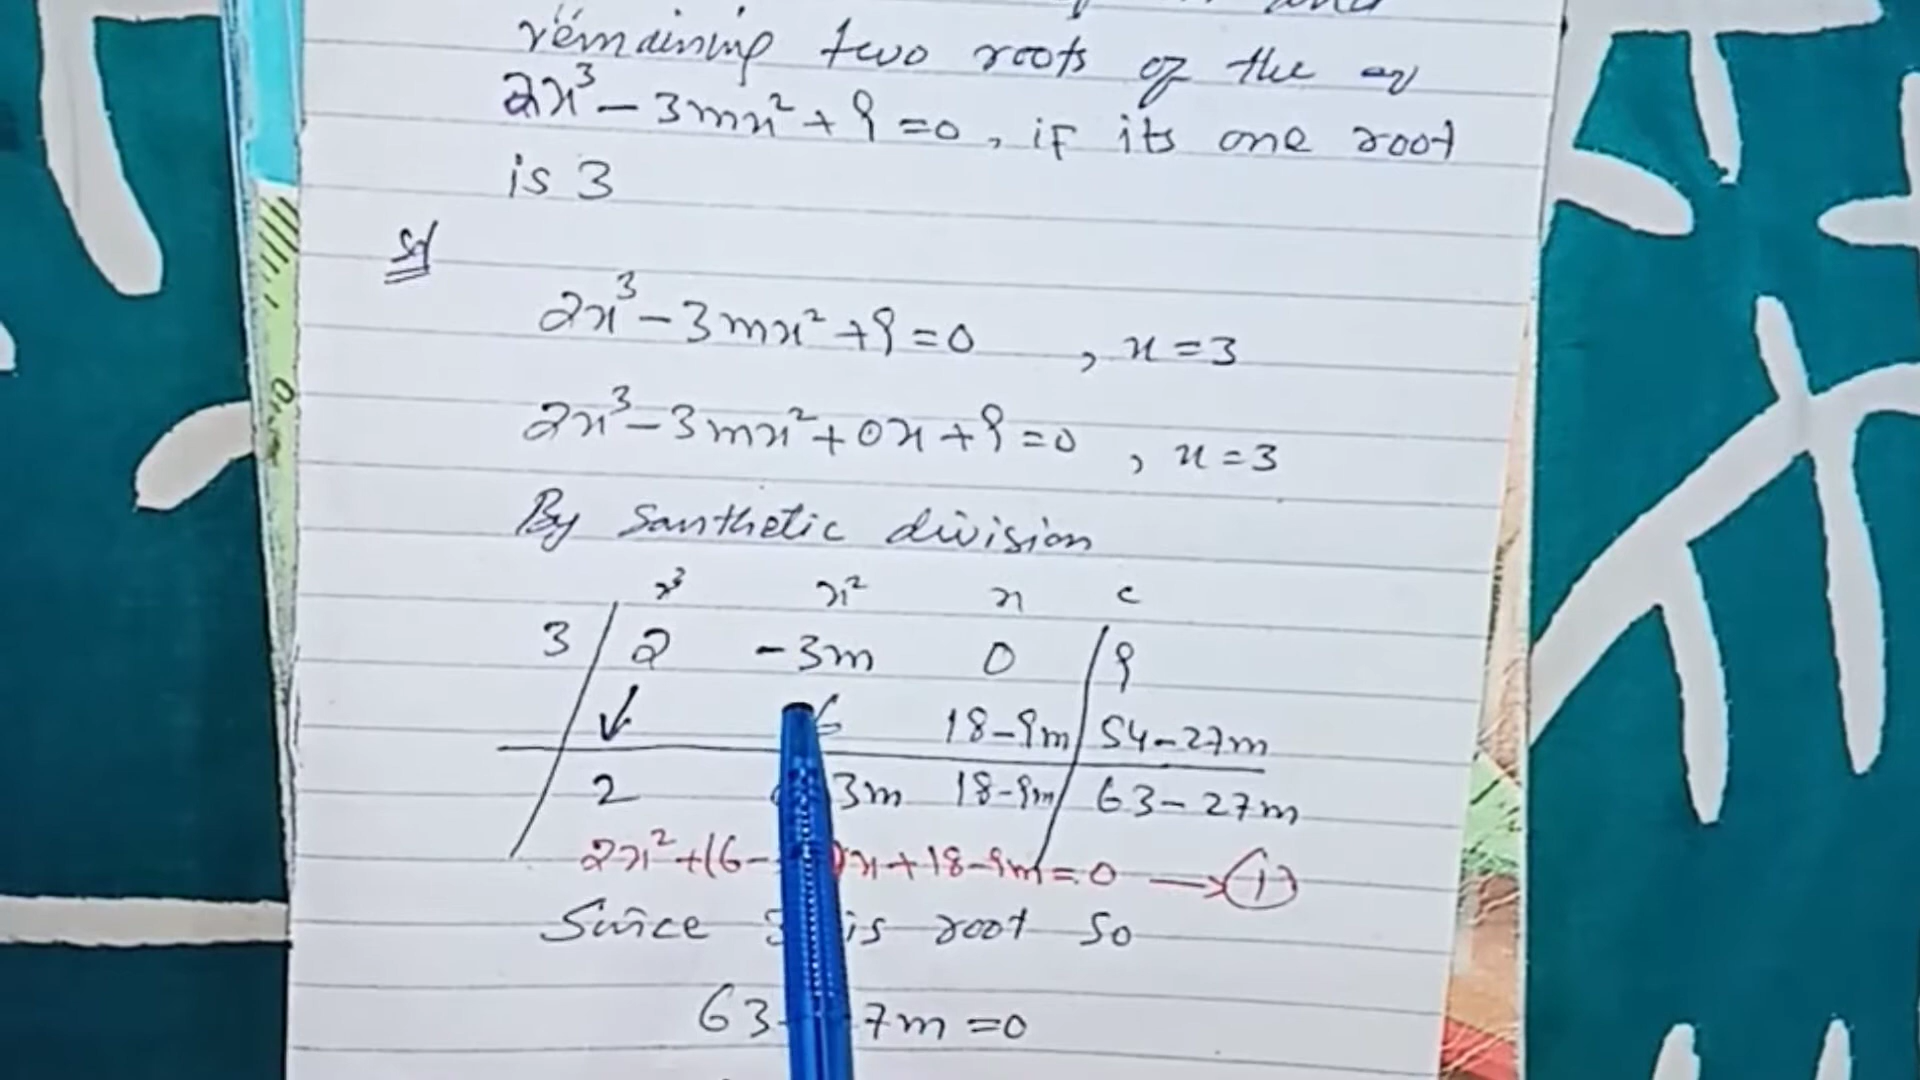 remaining two roots of the eq
2x³ - 3mx² + 9 = 0, if its one root
is 3
Sol
2x³ - 3mx² + 9 = 0 , x = 3
2x³ - 3mx² + 0x + 9 = 0 , x = 3
By Santhetic division
x³ x² x c
3 2 -3m 0 9
6 18-9m 54-27m
2 3m 18-9m 63-27m
2x² + (6- )x + 18-9m = 0 → 1
Since is root so
63 7m = 0